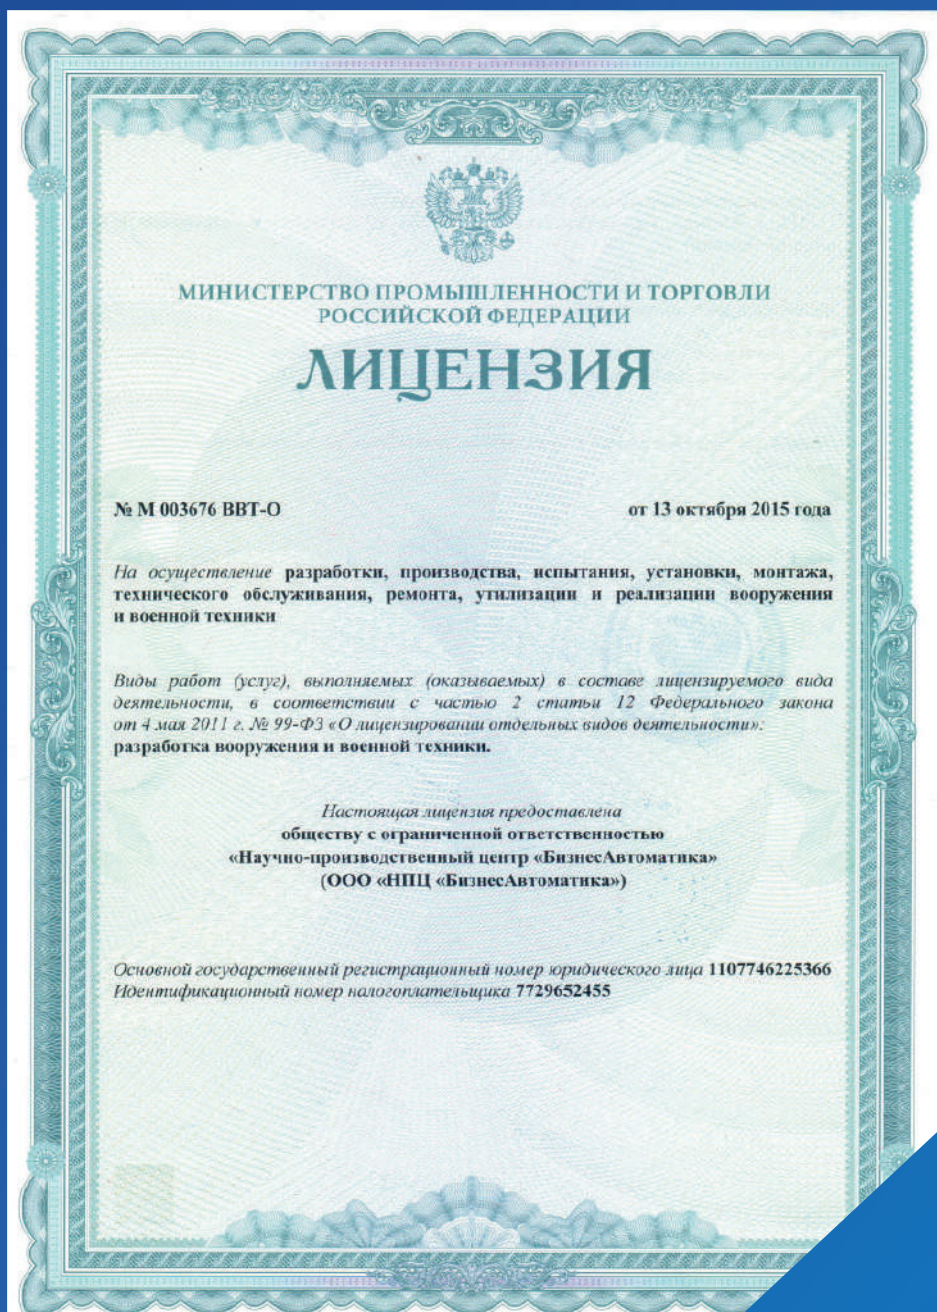 МИНИСТЕРСТВО ПРОМЫШЛЕННОСТИ И ТОРГОВЛИ
РОССИЙСКОЙ ФЕДЕРАЦИИ
ЛИЦЕНЗИЯ
№ М 003676 ВВТ-О от 13 октября 2015 года
На осуществление разработки, производства, испытания, установки, монтажа,
технического обслуживания, ремонта, утилизации и реализации вооружения
и военной техники
Виды работ (услуг), выполняемых (оказываемых) в составе лицензируемого вида
деятельности, в соответствии с частью 2 статьи 12 Федерального закона
от 4 мая 2011 г. № 99-ФЗ «О лицензировании отдельных видов деятельности»:
разработка вооружения и военной техники.
Настоящая лицензия предоставлена
обществу с ограниченной ответственностью
«Научно-производственный центр «БизнесАвтоматика»
(ООО «НПЦ «БизнесАвтоматика»)
Основной государственный регистрационный номер юридического лица 1107746225366
Идентификационный номер налогоплательщика 7729652455